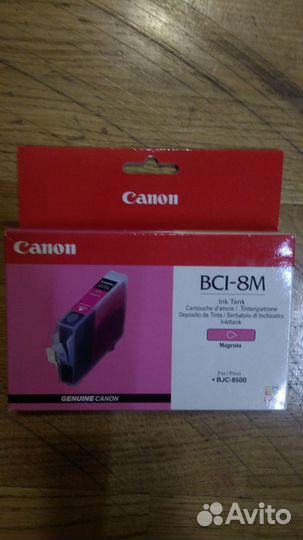 Canon
Canon
BCI-8M
Ink Tank
Cartouche d'encre / Tintenpatrone
Depósito de Tinta / Serbatoio di Inchiostro
Inkttank
Magenta
For / Pour
• BJC-8500
GENUINE CANON
Avito